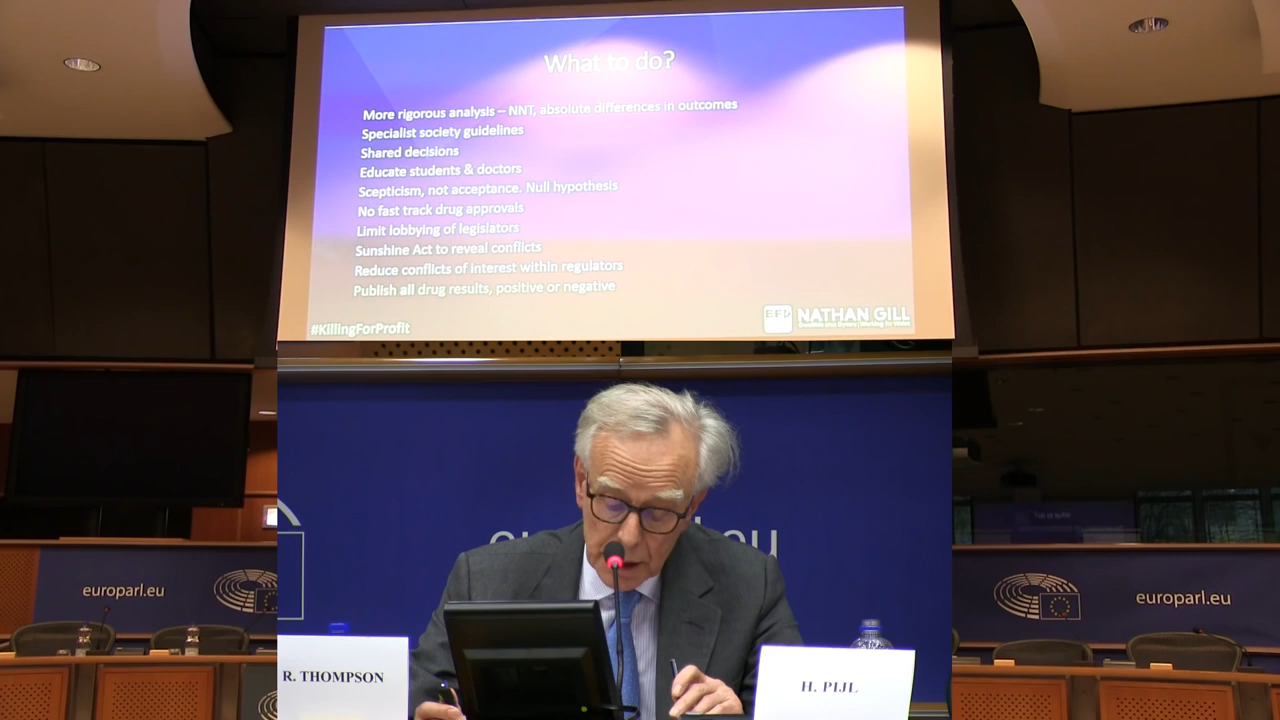 What to do?
More rigorous analysis – NNT, absolute differences in outcomes
Specialist society guidelines
Shared decisions
Educate students & doctors
Scepticism, not acceptance. Null hypothesis
No fast track drug approvals
Limit lobbying of legislators
Sunshine Act to reveal conflicts
Reduce conflicts of interest within regulators
Publish all drug results, positive or negative
#KillingForProfit
NATHAN GILL
europarl.eu
eu
europarl.eu
R. THOMPSON
H. PIJL